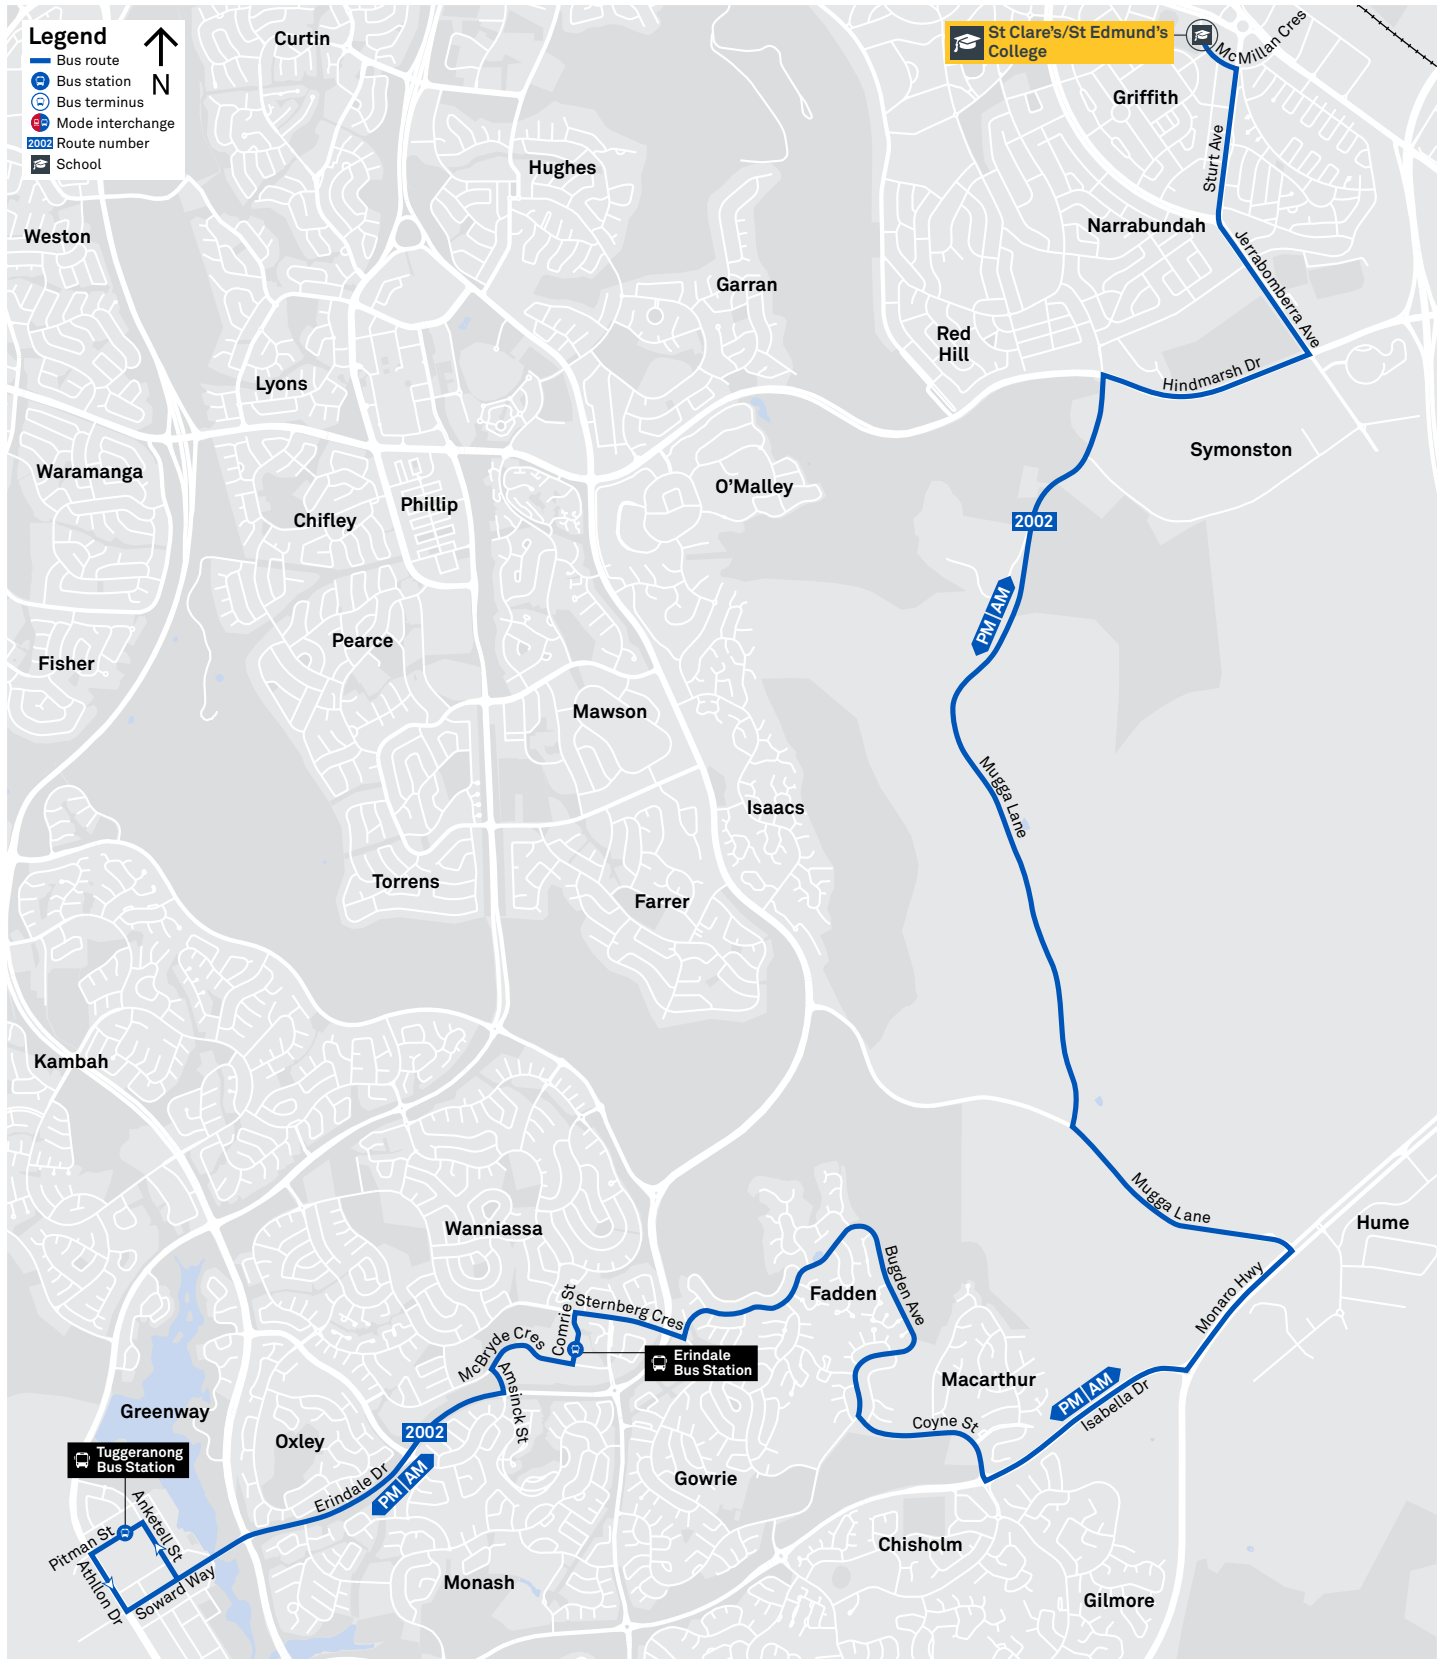 Legend
N
Bus route
Bus station
Bus terminus
Mode interchange
2002 Route number
School
St Clare's/St Edmund's
College
McMillan Cres
Curtin
Griffith
Sturt Ave
Hughes
Narrabundah
Weston
Jerrabomberra Ave
Garran
Red
Hill
Hindmarsh Dr
Lyons
Symonston
Waramanga
O'Malley
Phillip
Chifley
2002
PM AM
Pearce
Fisher
Mawson
Mugga Lane
Isaacs
Torrens
Farrer
Kambah
Mugga Lane
Hume
Wanniassa
Bugden Ave
Fadden
Monaro Hwy
Comrie St
Sternberg Cres
McBryde Cres
Erindale
Bus Station
Amsinck St
Macarthur
PM AM
Isabella Dr
Coyne St
Greenway
Oxley
2002
PM AM
Erindale Dr
Tuggeranong
Bus Station
Gowrie
Anketell St
Pitman St
Athllon Dr
Soward Way
Chisholm
Monash
Gilmore